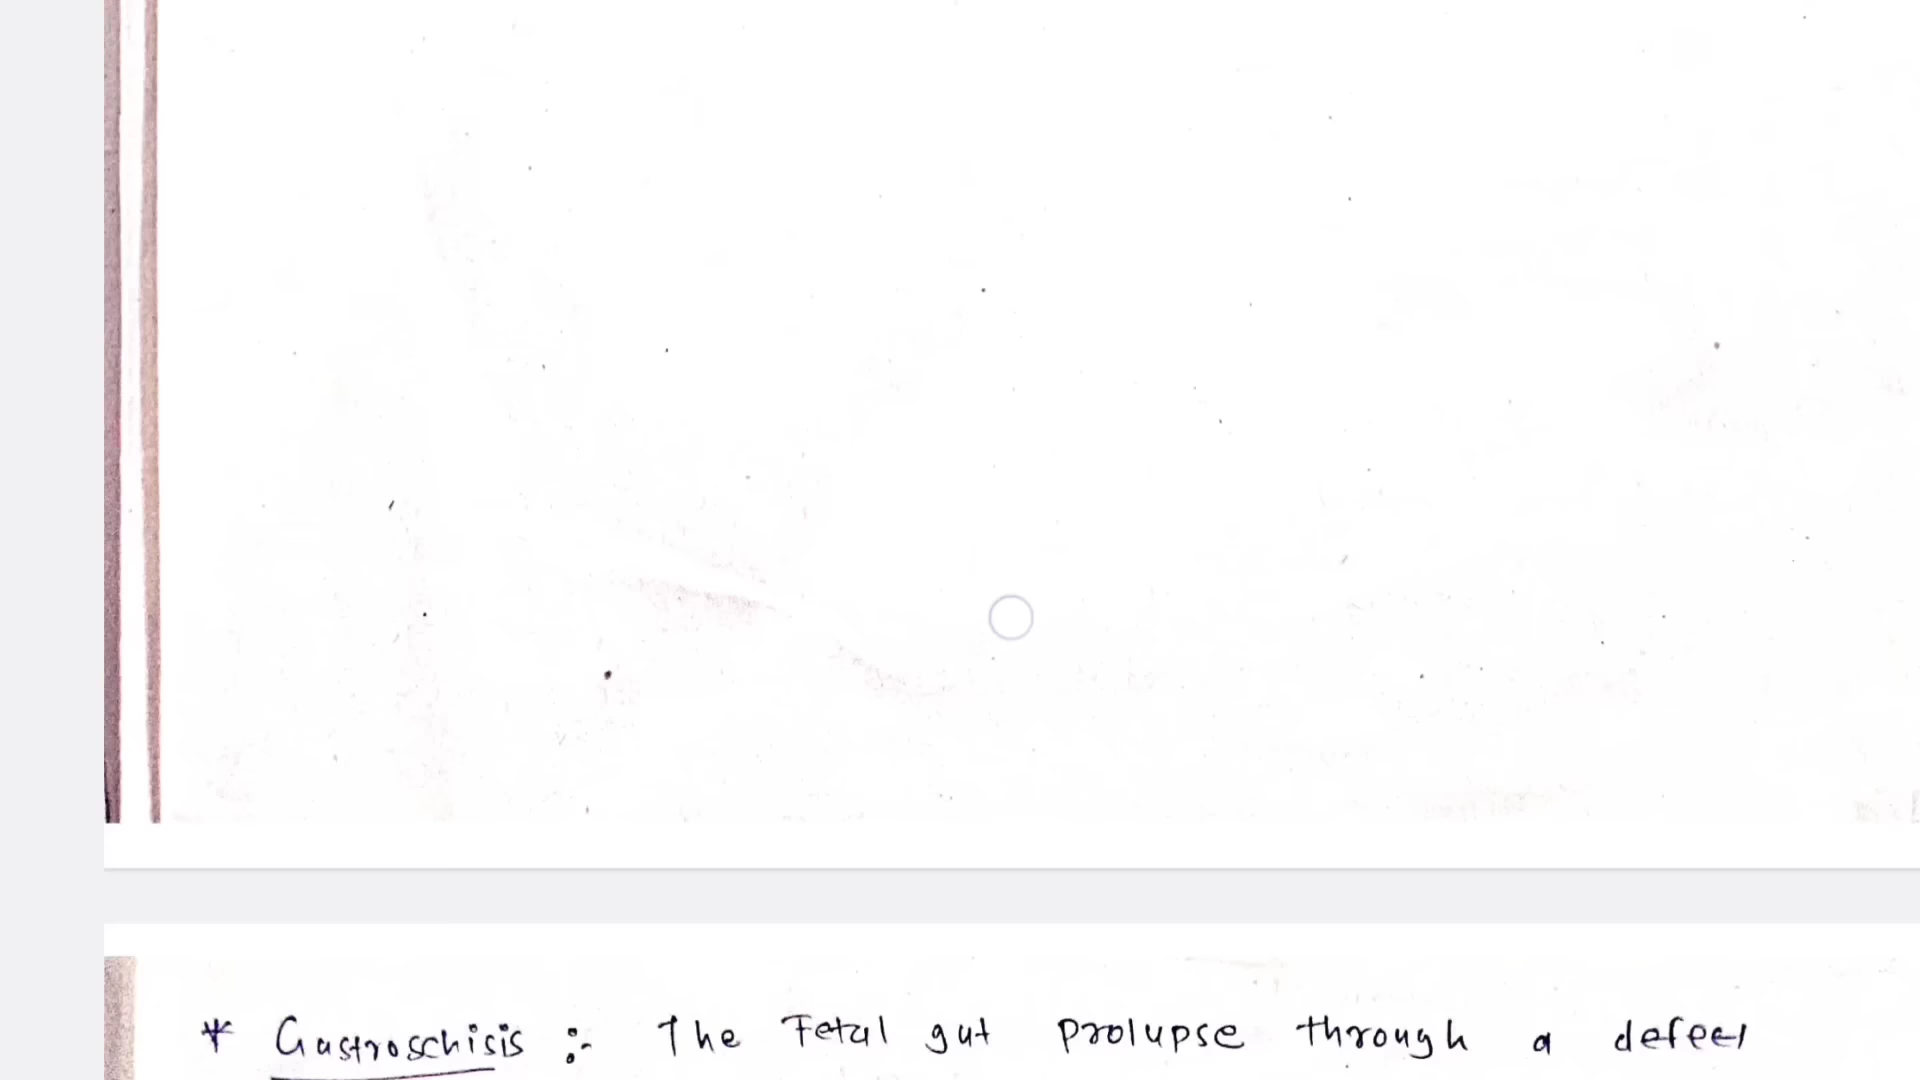 * Gastroschisis :- The Fetal gut prolupse through a defect